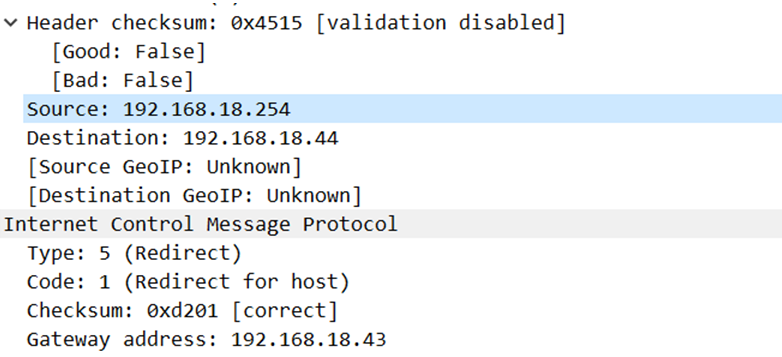 Header checksum: 0x4515 [validation disabled]
[Good: False]
[Bad: False]
Source: 192.168.18.254
Destination: 192.168.18.44
[Source GeoIP: Unknown]
[Destination GeoIP: Unknown]
Internet Control Message Protocol
Type: 5 (Redirect)
Code: 1 (Redirect for host)
Checksum: 0xd201 [correct]
Gateway address: 192.168.18.43